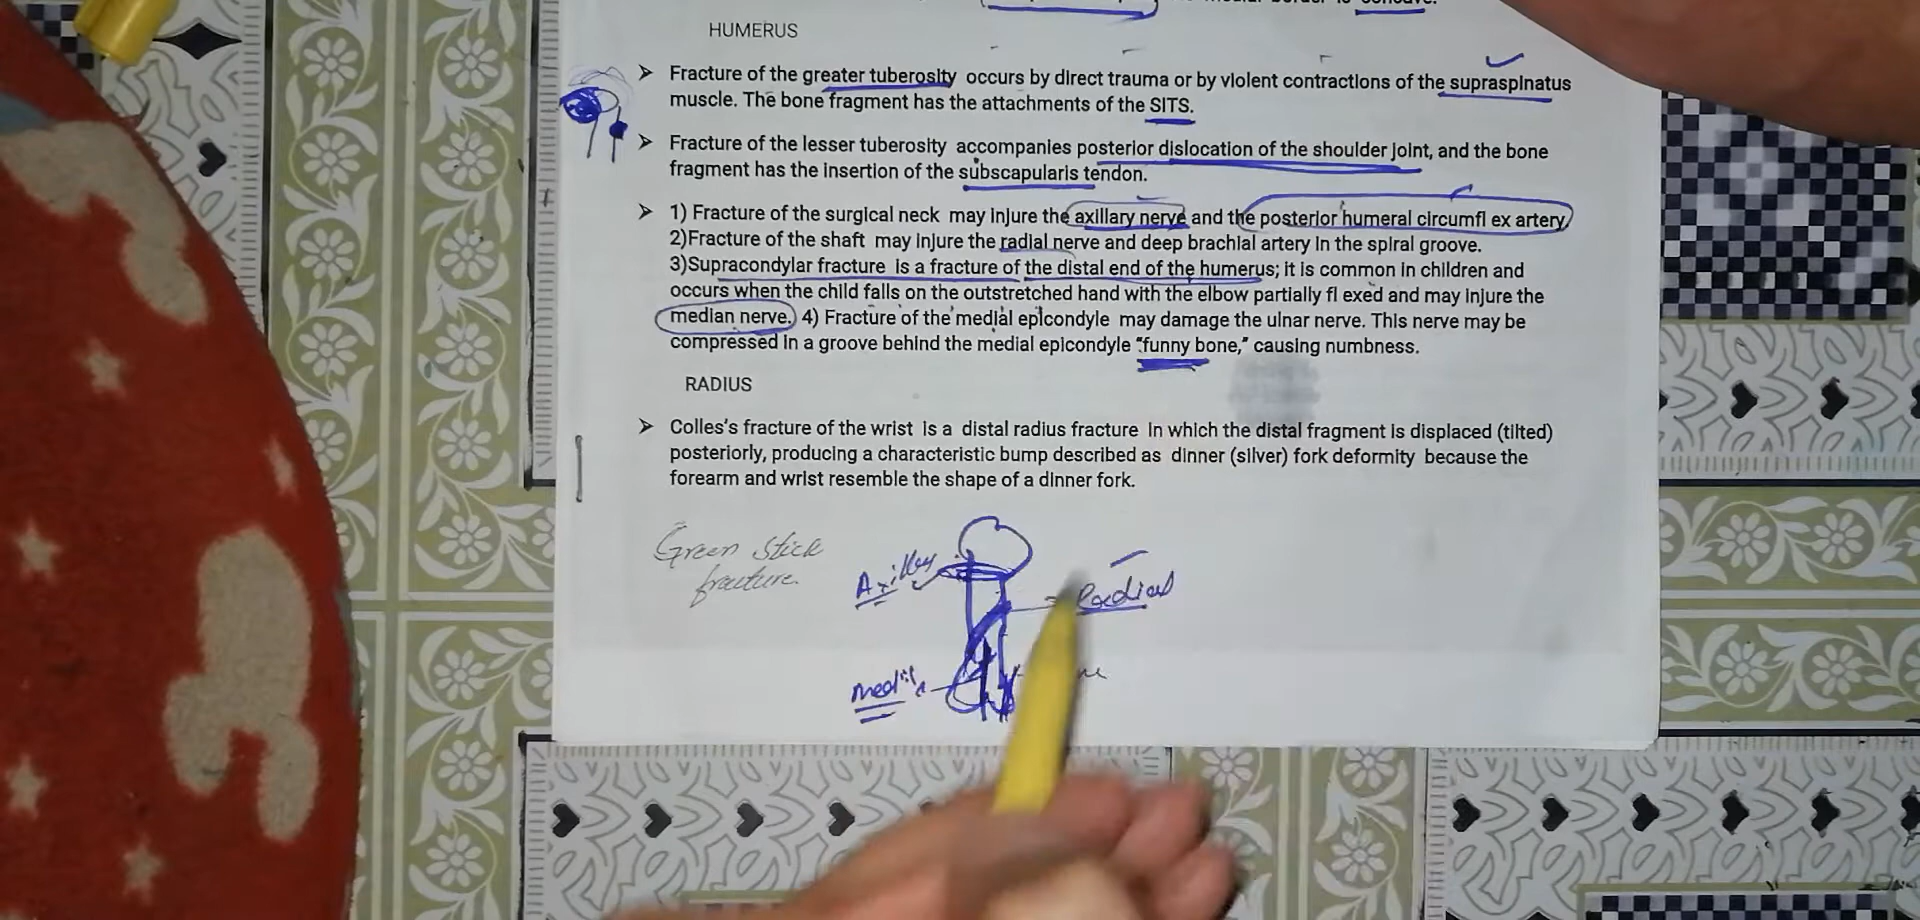 HUMERUS
➤ Fracture of the greater tuberosity occurs by direct trauma or by violent contractions of the supraspinatus
muscle. The bone fragment has the attachments of the SITS.
➤ Fracture of the lesser tuberosity accompanies posterior dislocation of the shoulder joint, and the bone
fragment has the insertion of the subscapularis tendon.
➤ 1) Fracture of the surgical neck may injure the axillary nerve and the posterior humeral circumfl ex artery.
2)Fracture of the shaft may injure the radial nerve and deep brachial artery in the spiral groove.
3)Supracondylar fracture is a fracture of the distal end of the humerus; it is common in children and
occurs when the child falls on the outstretched hand with the elbow partially fl exed and may injure the
median nerve. 4) Fracture of the medial epicondyle may damage the ulnar nerve. This nerve may be
compressed in a groove behind the medial epicondyle "funny bone," causing numbness.
RADIUS
➤ Colles's fracture of the wrist is a distal radius fracture in which the distal fragment is displaced (tilted)
posteriorly, producing a characteristic bump described as dinner (silver) fork deformity because the
forearm and wrist resemble the shape of a dinner fork.
Green stick
fracture.